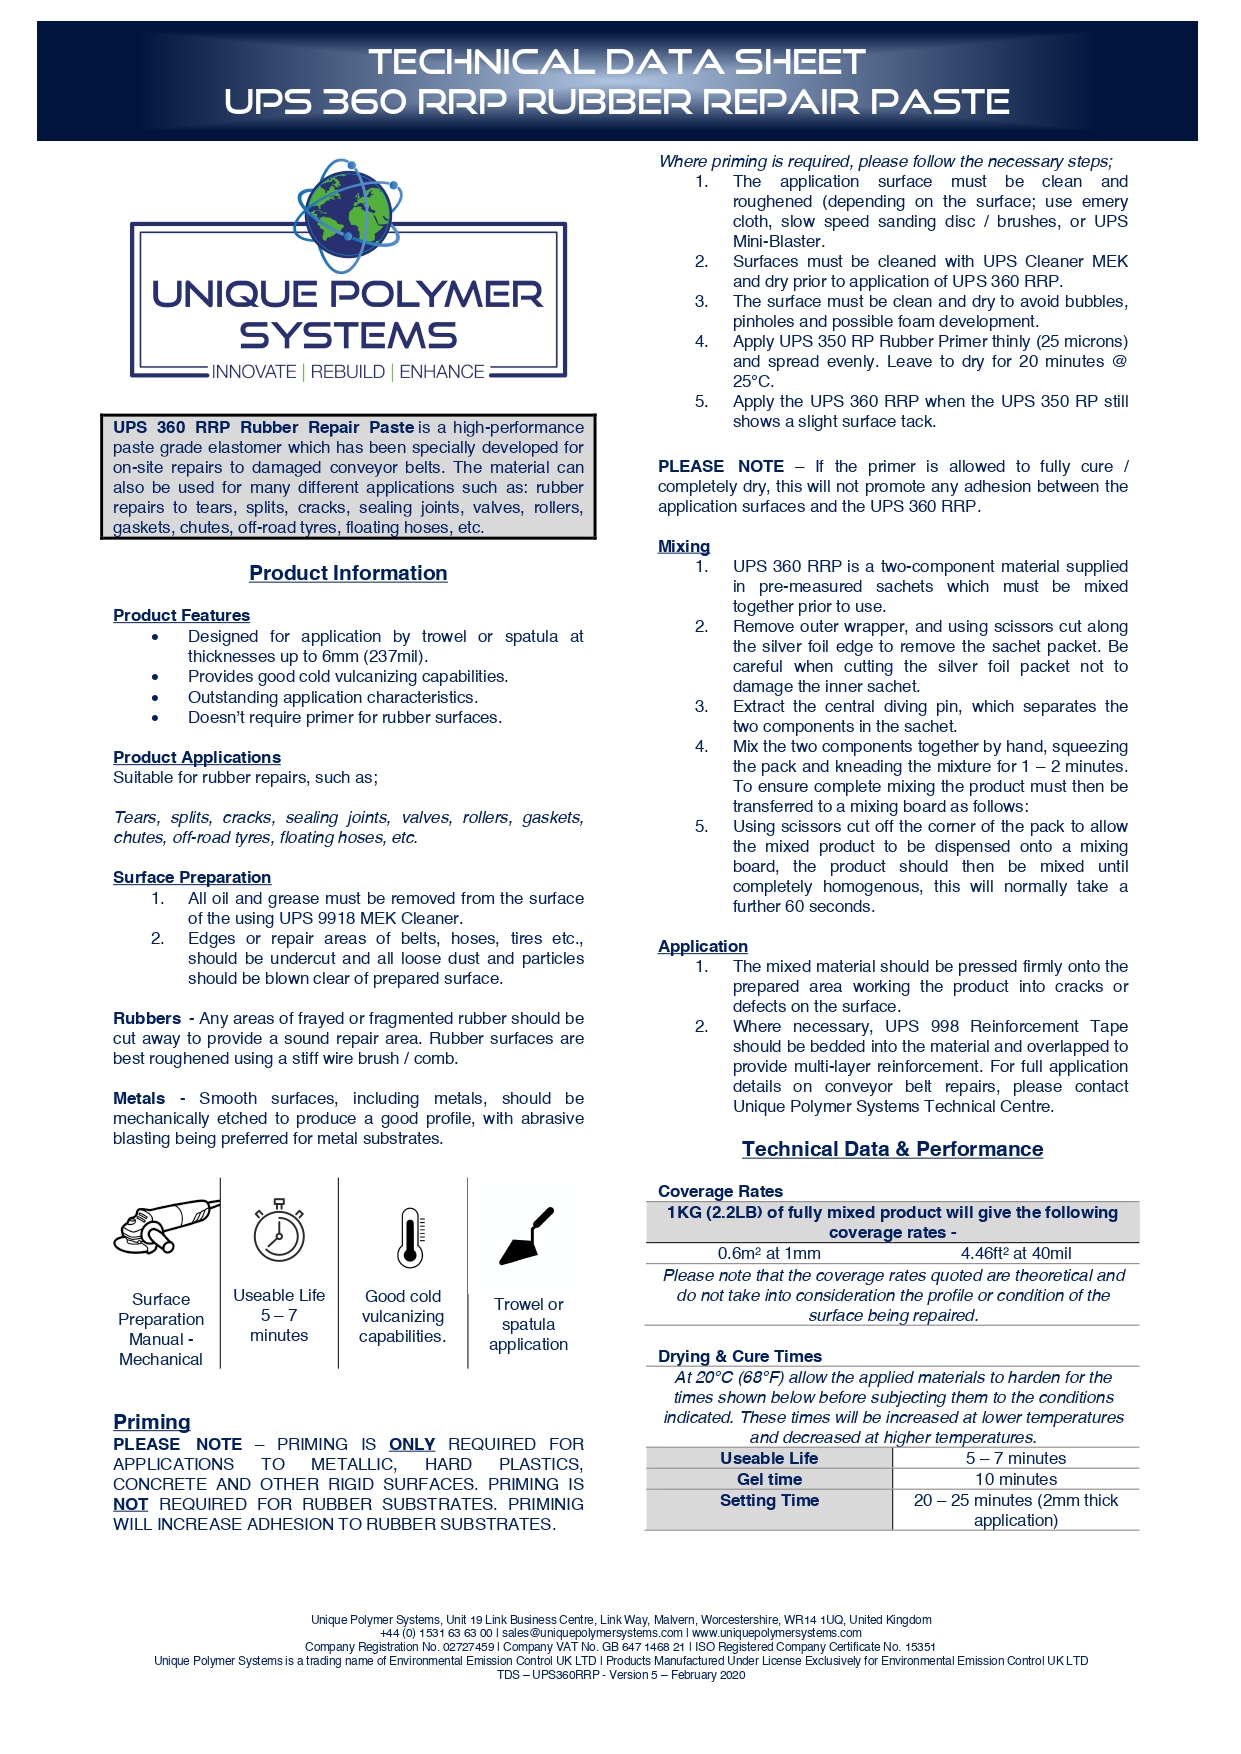 TECHNICAL DATA SHEET
UPS 360 RRP RUBBER REPAIR PASTE
UNIQUE POLYMER
SYSTEMS
INNOVATE | REBUILD | ENHANCE
UPS 360 RRP Rubber Repair Paste is a high-performance
paste grade elastomer which has been specially developed for
on-site repairs to damaged conveyor belts. The material can
also be used for many different applications such as: rubber
repairs to tears, splits, cracks, sealing joints, valves, rollers,
gaskets, chutes, off-road tyres, floating hoses, etc.
Product Information
Product Features
• Designed for application by trowel or spatula at
thicknesses up to 6mm (237mil).
• Provides good cold vulcanizing capabilities.
• Outstanding application characteristics.
• Doesn't require primer for rubber surfaces.
Product Applications
Suitable for rubber repairs, such as;
Tears, splits, cracks, sealing joints, valves, rollers, gaskets,
chutes, off-road tyres, floating hoses, etc.
Surface Preparation
1. All oil and grease must be removed from the surface
of the using UPS 9918 MEK Cleaner.
2. Edges or repair areas of belts, hoses, tires etc.,
should be undercut and all loose dust and particles
should be blown clear of prepared surface.
Rubbers - Any areas of frayed or fragmented rubber should be
cut away to provide a sound repair area. Rubber surfaces are
best roughened using a stiff wire brush / comb.
Metals - Smooth surfaces, including metals, should be
mechanically etched to produce a good profile, with abrasive
blasting being preferred for metal substrates.
Surface
Preparation
Manual -
Mechanical
Useable Life
5 – 7
minutes
Good cold
vulcanizing
capabilities.
Trowel or
spatula
application
Priming
PLEASE NOTE – PRIMING IS ONLY REQUIRED FOR
APPLICATIONS TO METALLIC, HARD PLASTICS,
CONCRETE AND OTHER RIGID SURFACES. PRIMING IS
NOT REQUIRED FOR RUBBER SUBSTRATES. PRIMINIG
WILL INCREASE ADHESION TO RUBBER SUBSTRATES.
Where priming is required, please follow the necessary steps;
1. The application surface must be clean and
roughened (depending on the surface; use emery
cloth, slow speed sanding disc / brushes, or UPS
Mini-Blaster.
2. Surfaces must be cleaned with UPS Cleaner MEK
and dry prior to application of UPS 360 RRP.
3. The surface must be clean and dry to avoid bubbles,
pinholes and possible foam development.
4. Apply UPS 350 RP Rubber Primer thinly (25 microns)
and spread evenly. Leave to dry for 20 minutes @
25°C.
5. Apply the UPS 360 RRP when the UPS 350 RP still
shows a slight surface tack.
PLEASE NOTE – If the primer is allowed to fully cure /
completely dry, this will not promote any adhesion between the
application surfaces and the UPS 360 RRP.
Mixing
1. UPS 360 RRP is a two-component material supplied
in pre-measured sachets which must be mixed
together prior to use.
2. Remove outer wrapper, and using scissors cut along
the silver foil edge to remove the sachet packet. Be
careful when cutting the silver foil packet not to
damage the inner sachet.
3. Extract the central diving pin, which separates the
two components in the sachet.
4. Mix the two components together by hand, squeezing
the pack and kneading the mixture for 1 – 2 minutes.
To ensure complete mixing the product must then be
transferred to a mixing board as follows:
5. Using scissors cut off the corner of the pack to allow
the mixed product to be dispensed onto a mixing
board, the product should then be mixed until
completely homogenous, this will normally take a
further 60 seconds.
Application
1. The mixed material should be pressed firmly onto the
prepared area working the product into cracks or
defects on the surface.
2. Where necessary, UPS 998 Reinforcement Tape
should be bedded into the material and overlapped to
provide multi-layer reinforcement. For full application
details on conveyor belt repairs, please contact
Unique Polymer Systems Technical Centre.
Technical Data & Performance
Coverage Rates
1KG (2.2LB) of fully mixed product will give the following
coverage rates -
0.6m² at 1mm 4.46ft² at 40mil
Please note that the coverage rates quoted are theoretical and
do not take into consideration the profile or condition of the
surface being repaired.
Drying & Cure Times
At 20°C (68°F) allow the applied materials to harden for the
times shown below before subjecting them to the conditions
indicated. These times will be increased at lower temperatures
and decreased at higher temperatures.
Useable Life 5 – 7 minutes
Gel time 10 minutes
Setting Time 20 – 25 minutes (2mm thick
application)
Unique Polymer Systems, Unit 19 Link Business Centre, Link Way, Malvern, Worcestershire, WR14 1UQ, United Kingdom
+44 (0) 1531 63 63 00 | sales@uniquepolymersystems.com | www.uniquepolymersystems.com
Company Registration No. 02727459 | Company VAT No. GB 647 1468 21 | ISO Registered Company Certificate No. 15351
Unique Polymer Systems is a trading name of Environmental Emission Control UK LTD | Products Manufactured Under License Exclusively for Environmental Emission Control UK LTD
TDS – UPS360RRP - Version 5 – February 2020